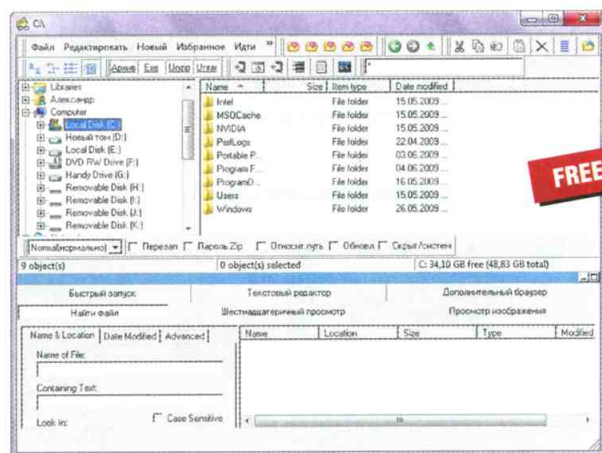 C:\
Файл Редактировать Новый Избранное Идти »
Архив Exe Unzip Untar *
Libraries
Александр
Computer
Local Disk (C:)
Новый том (D:)
Local Disk (E:)
DVD RW Drive (F:)
Handy Drive (G:)
Removable Disk (H:)
Removable Disk (I:)
Removable Disk (J:)
Removable Disk (K:)
Name Size Item type Date modified
Intel File folder 15.05.2009 ...
MSOCache File folder 15.05.2009 ...
NVIDIA File folder 15.05.2009 ...
PerfLogs File folder 22.04.2009 ...
Portable P... File folder 03.06.2009 ...
Program F... File folder 04.06.2009 ...
ProgramD... File folder 16.05.2009 ...
Users File folder 15.05.2009 ...
Windows File folder 26.05.2009 ...
FREE
Normal(нормально) Перезап Пароль Zip Относит.путь Обновл Скрыт/систем
9 object(s) 0 object(s) selected C: 34,10 GB free (48,83 GB total)
Быстрый запуск Текстовый редактор Дополнительный браузер
Найти файл Шестнадцатеричный просмотр Просмотр изображения
Name & Location Date Modified Advanced Name Location Size Type Modified
Name of File:
Containing Text:
Look In: Case Sensitive